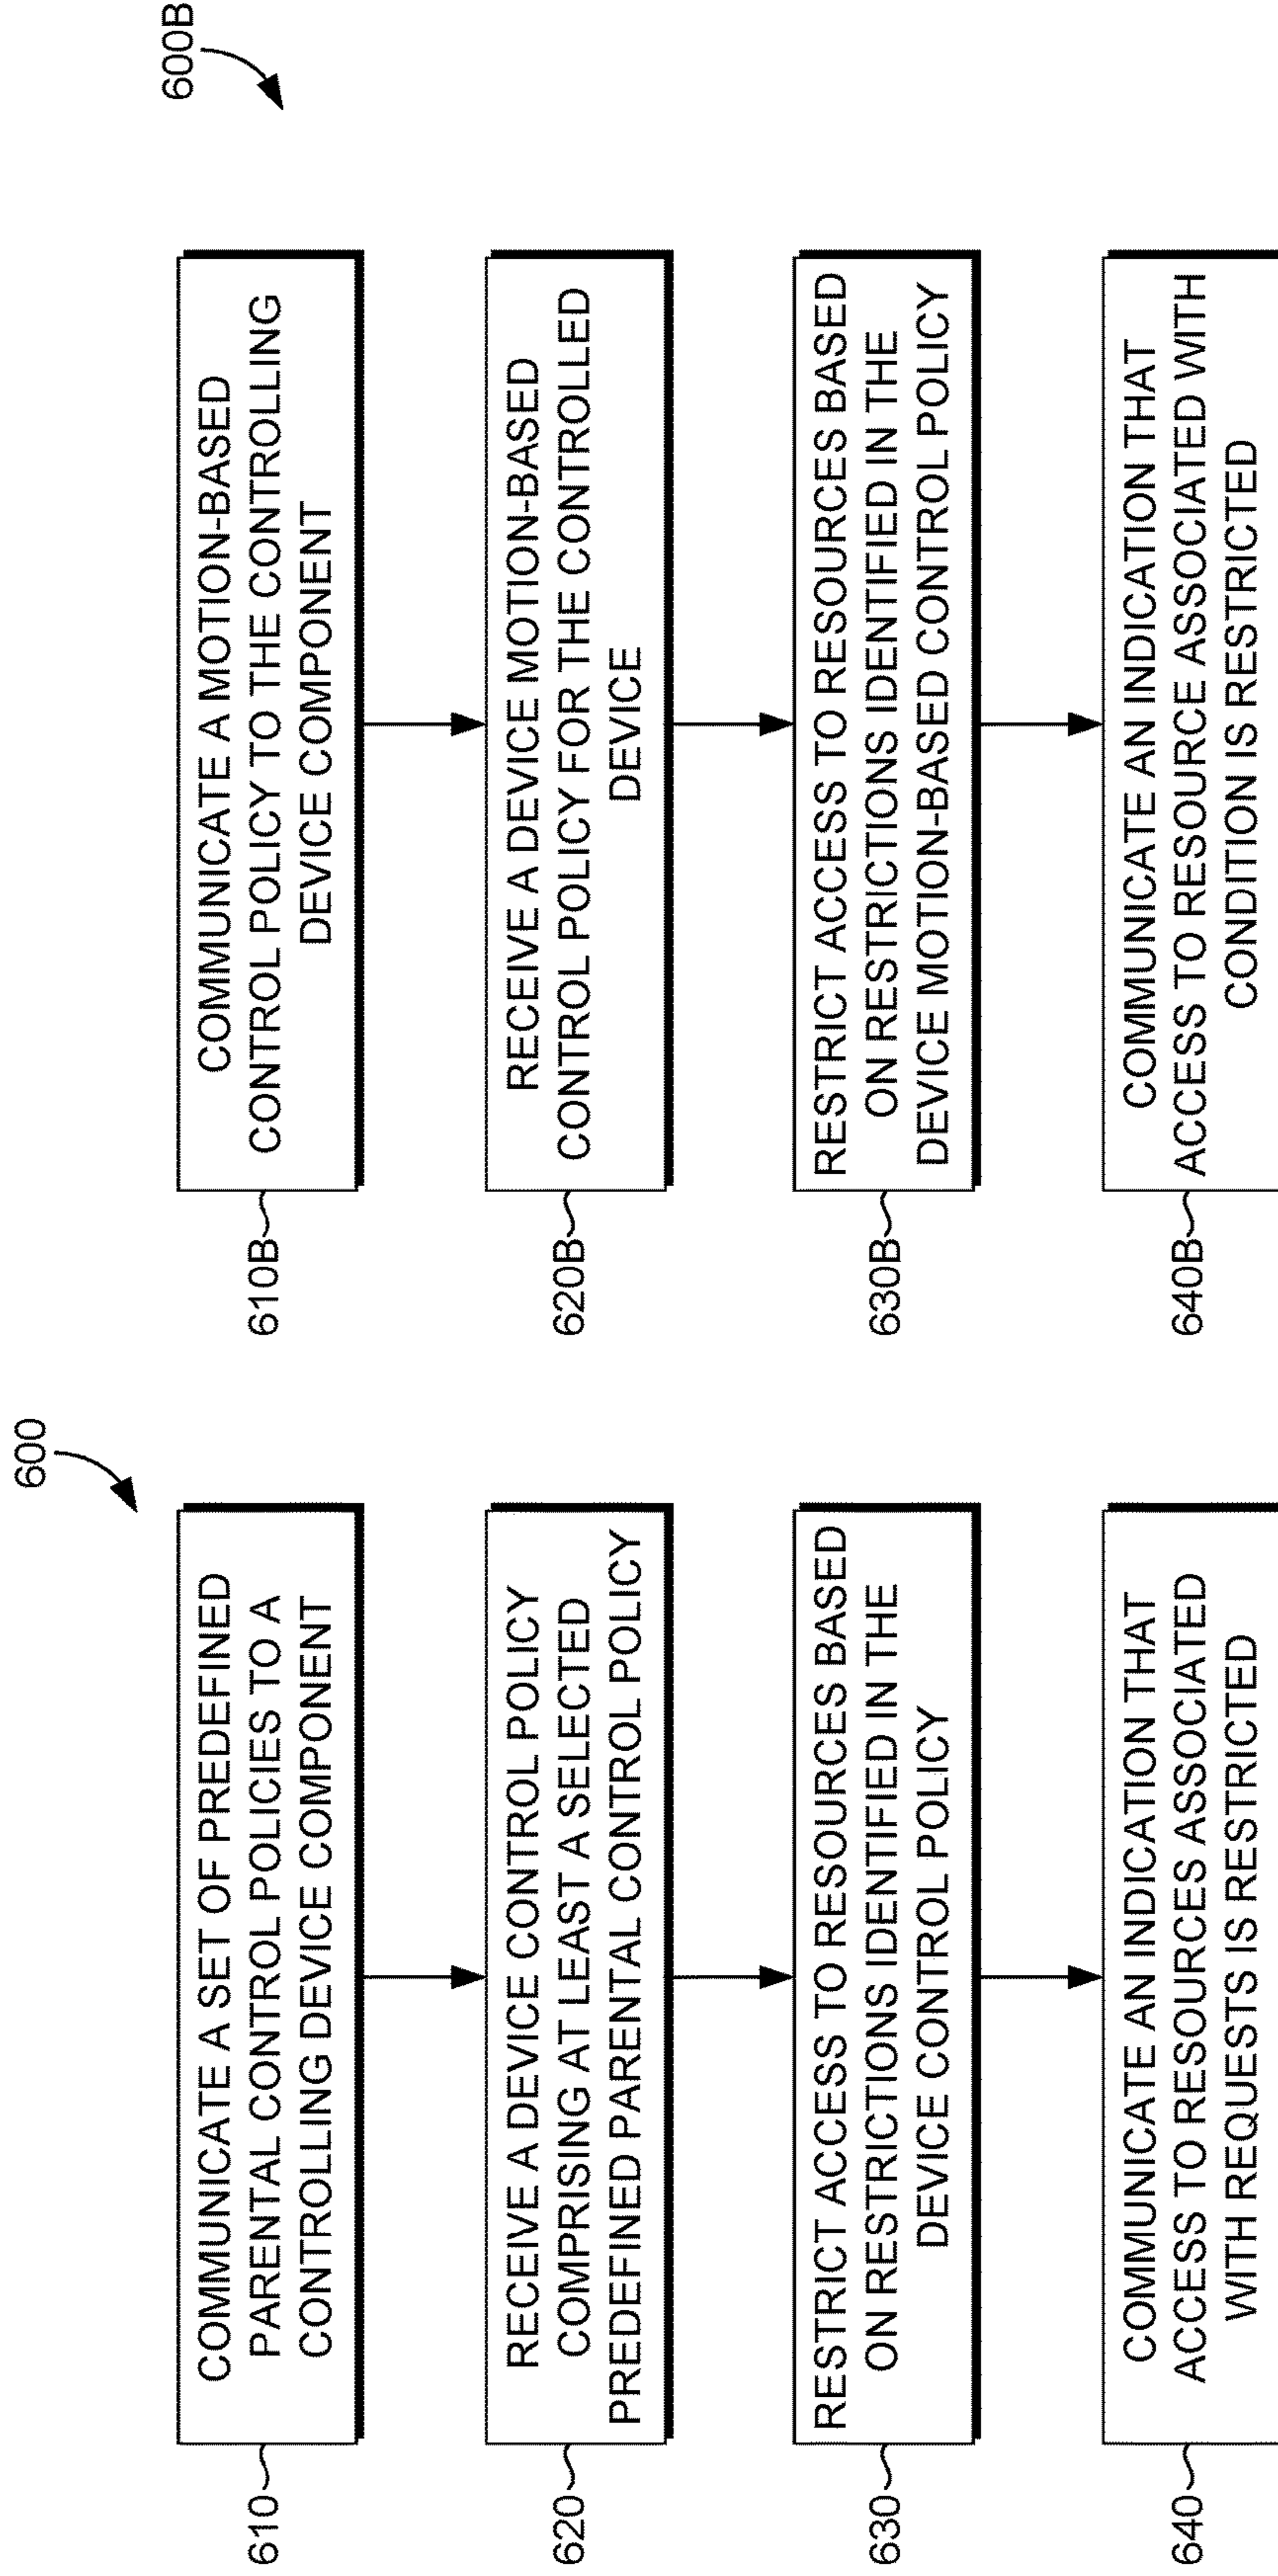 600
610
COMMUNICATE A SET OF PREDEFINED
PARENTAL CONTROL POLICIES TO A
CONTROLLING DEVICE COMPONENT
620
RECEIVE A DEVICE CONTROL POLICY
COMPRISING AT LEAST A SELECTED
PREDEFINED PARENTAL CONTROL POLICY
630
RESTRICT ACCESS TO RESOURCES BASED
ON RESTRICTIONS IDENTIFIED IN THE
DEVICE CONTROL POLICY
640
COMMUNICATE AN INDICATION THAT
ACCESS TO RESOURCES ASSOCIATED
WITH REQUESTS IS RESTRICTED
600B
610B
COMMUNICATE A MOTION-BASED
CONTROL POLICY TO THE CONTROLLING
DEVICE COMPONENT
620B
RECEIVE A DEVICE MOTION-BASED
CONTROL POLICY FOR THE CONTROLLED
DEVICE
630B
RESTRICT ACCESS TO RESOURCES BASED
ON RESTRICTIONS IDENTIFIED IN THE
DEVICE MOTION-BASED CONTROL POLICY
640B
COMMUNICATE AN INDICATION THAT
ACCESS TO RESOURCE ASSOCIATED WITH
CONDITION IS RESTRICTED